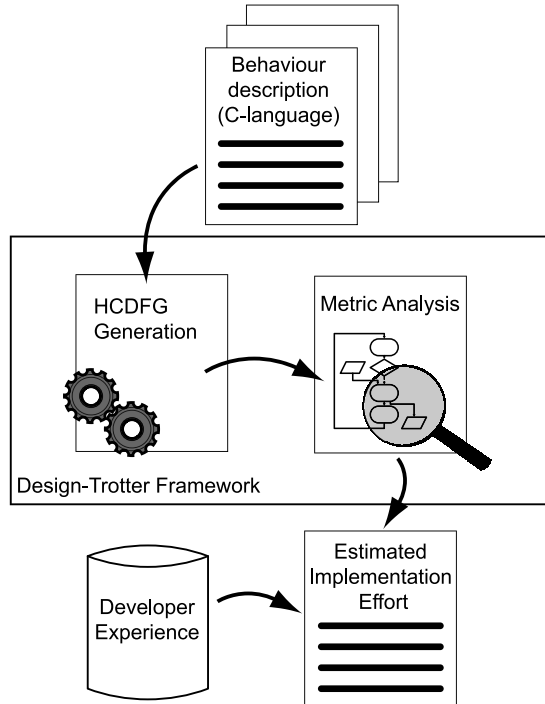 Behaviour
description
(C-language)
HCDFG
Generation
Metric Analysis
Design-Trotter Framework
Developer
Experience
Estimated
Implementation
Effort